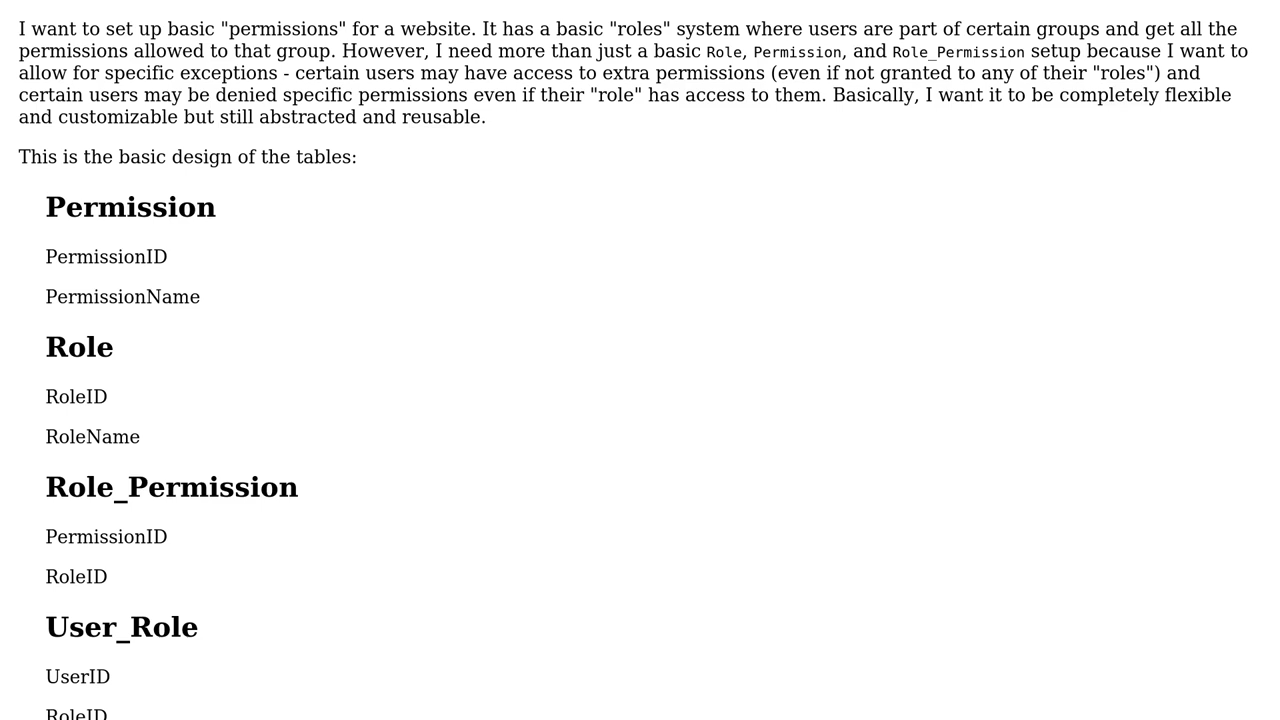 I want to set up basic "permissions" for a website. It has a basic "roles" system where users are part of certain groups and get all the
permissions allowed to that group. However, I need more than just a basic Role, Permission, and Role_Permission setup because I want to
allow for specific exceptions - certain users may have access to extra permissions (even if not granted to any of their "roles") and
certain users may be denied specific permissions even if their "role" has access to them. Basically, I want it to be completely flexible
and customizable but still abstracted and reusable.
This is the basic design of the tables:
Permission
PermissionID
PermissionName
Role
RoleID
RoleName
Role_Permission
PermissionID
RoleID
User_Role
UserID
RoleID